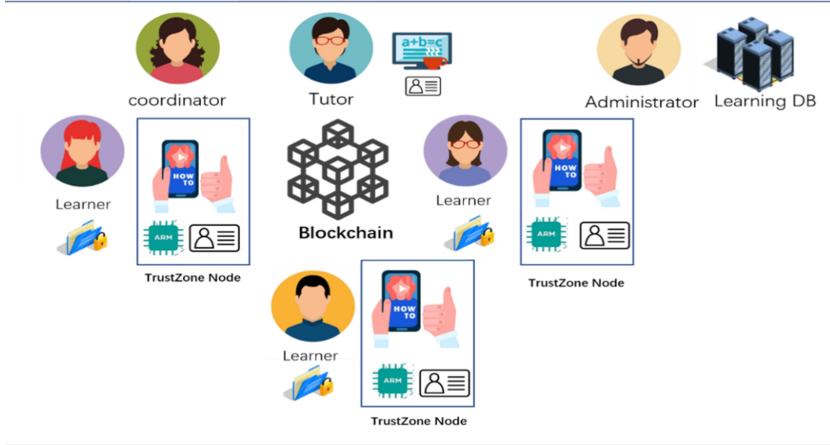 a+b=c
coordinator
Tutor
Administrator
Learning DB
HOW
TO
HOW
TO
Learner
Learner
Blockchain
ARM
ARM
TrustZone Node
TrustZone Node
HOW
TO
Learner
ARM
TrustZone Node